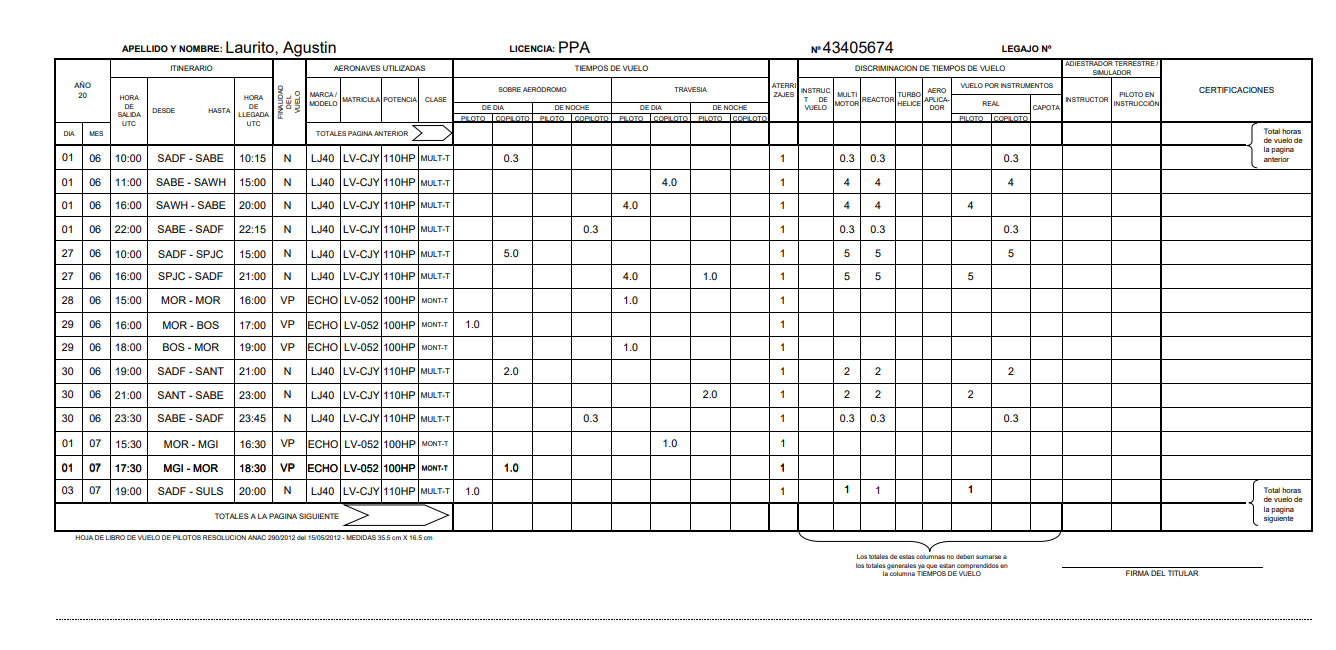 APELLIDO Y NOMBRE: Laurito, Agustin LICENCIA: PPA Nº 43405674 LEGAJO Nº
AÑO 20 ITINERARIO FINALIDAD DEL VUELO AERONAVES UTILIZADAS TIEMPOS DE VUELO ATERRI ZAJES DISCRIMINACION DE TIEMPOS DE VUELO ADIESTRADOR TERRESTRE / SIMULADOR CERTIFICACIONES
HORA DE SALIDA UTC DESDE HASTA HORA DE LLEGADA UTC MARCA / MODELO MATRICULA POTENCIA CLASE SOBRE AERÓDROMO TRAVESIA INSTRUC T DE VUELO MULTI MOTOR REACTOR TURBO HELICE AERO APLICA- DOR VUELO POR INSTRUMENTOS INSTRUCTOR PILOTO EN INSTRUCCIÓN
DE DIA DE NOCHE DE DIA DE NOCHE REAL CAPOTA
PILOTO COPILOTO PILOTO COPILOTO PILOTO COPILOTO PILOTO COPILOTO PILOTO COPILOTO
DIA MES TOTALES PAGINA ANTERIOR
Total horas
de vuelo de
la pagina
anterior
01 06 10:00 SADF - SABE 10:15 N LJ40 LV-CJY 110HP MULT-T 0.3 1 0.3 0.3 0.3
01 06 11:00 SABE - SAWH 15:00 N LJ40 LV-CJY 110HP MULT-T 4.0 1 4 4 4
01 06 16:00 SAWH - SABE 20:00 N LJ40 LV-CJY 110HP MULT-T 4.0 1 4 4 4
01 06 22:00 SABE - SADF 22:15 N LJ40 LV-CJY 110HP MULT-T 0.3 1 0.3 0.3 0.3
27 06 10:00 SADF - SPJC 15:00 N LJ40 LV-CJY 110HP MULT-T 5.0 1 5 5 5
27 06 16:00 SPJC - SADF 21:00 N LJ40 LV-CJY 110HP MULT-T 4.0 1.0 1 5 5 5
28 06 15:00 MOR - MOR 16:00 VP ECHO LV-052 100HP MONT-T 1.0 1
29 06 16:00 MOR - BOS 17:00 VP ECHO LV-052 100HP MONT-T 1.0 1
29 06 18:00 BOS - MOR 19:00 VP ECHO LV-052 100HP MONT-T 1.0 1
30 06 19:00 SADF - SANT 21:00 N LJ40 LV-CJY 110HP MULT-T 2.0 1 2 2 2
30 06 21:00 SANT - SABE 23:00 N LJ40 LV-CJY 110HP MULT-T 2.0 1 2 2 2
30 06 23:30 SABE - SADF 23:45 N LJ40 LV-CJY 110HP MULT-T 0.3 1 0.3 0.3 0.3
01 07 15:30 MOR - MGI 16:30 VP ECHO LV-052 100HP MONT-T 1.0 1
01 07 17:30 MGI - MOR 18:30 VP ECHO LV-052 100HP MONT-T 1.0 1
03 07 19:00 SADF - SULS 20:00 N LJ40 LV-CJY 110HP MULT-T 1.0 1 1 1 1
TOTALES A LA PAGINA SIGUIENTE
Total horas
de vuelo de
la pagina
siguiente
HOJA DE LIBRO DE VUELO DE PILOTOS RESOLUCION ANAC 290/2012 del 15/05/2012 - MEDIDAS 35.5 cm X 16.5 cm
Los totales de estas columnas no deben sumarse a
los totales generales ya que estan comprendidos en
la columna TIEMPOS DE VUELO
FIRMA DEL TITULAR